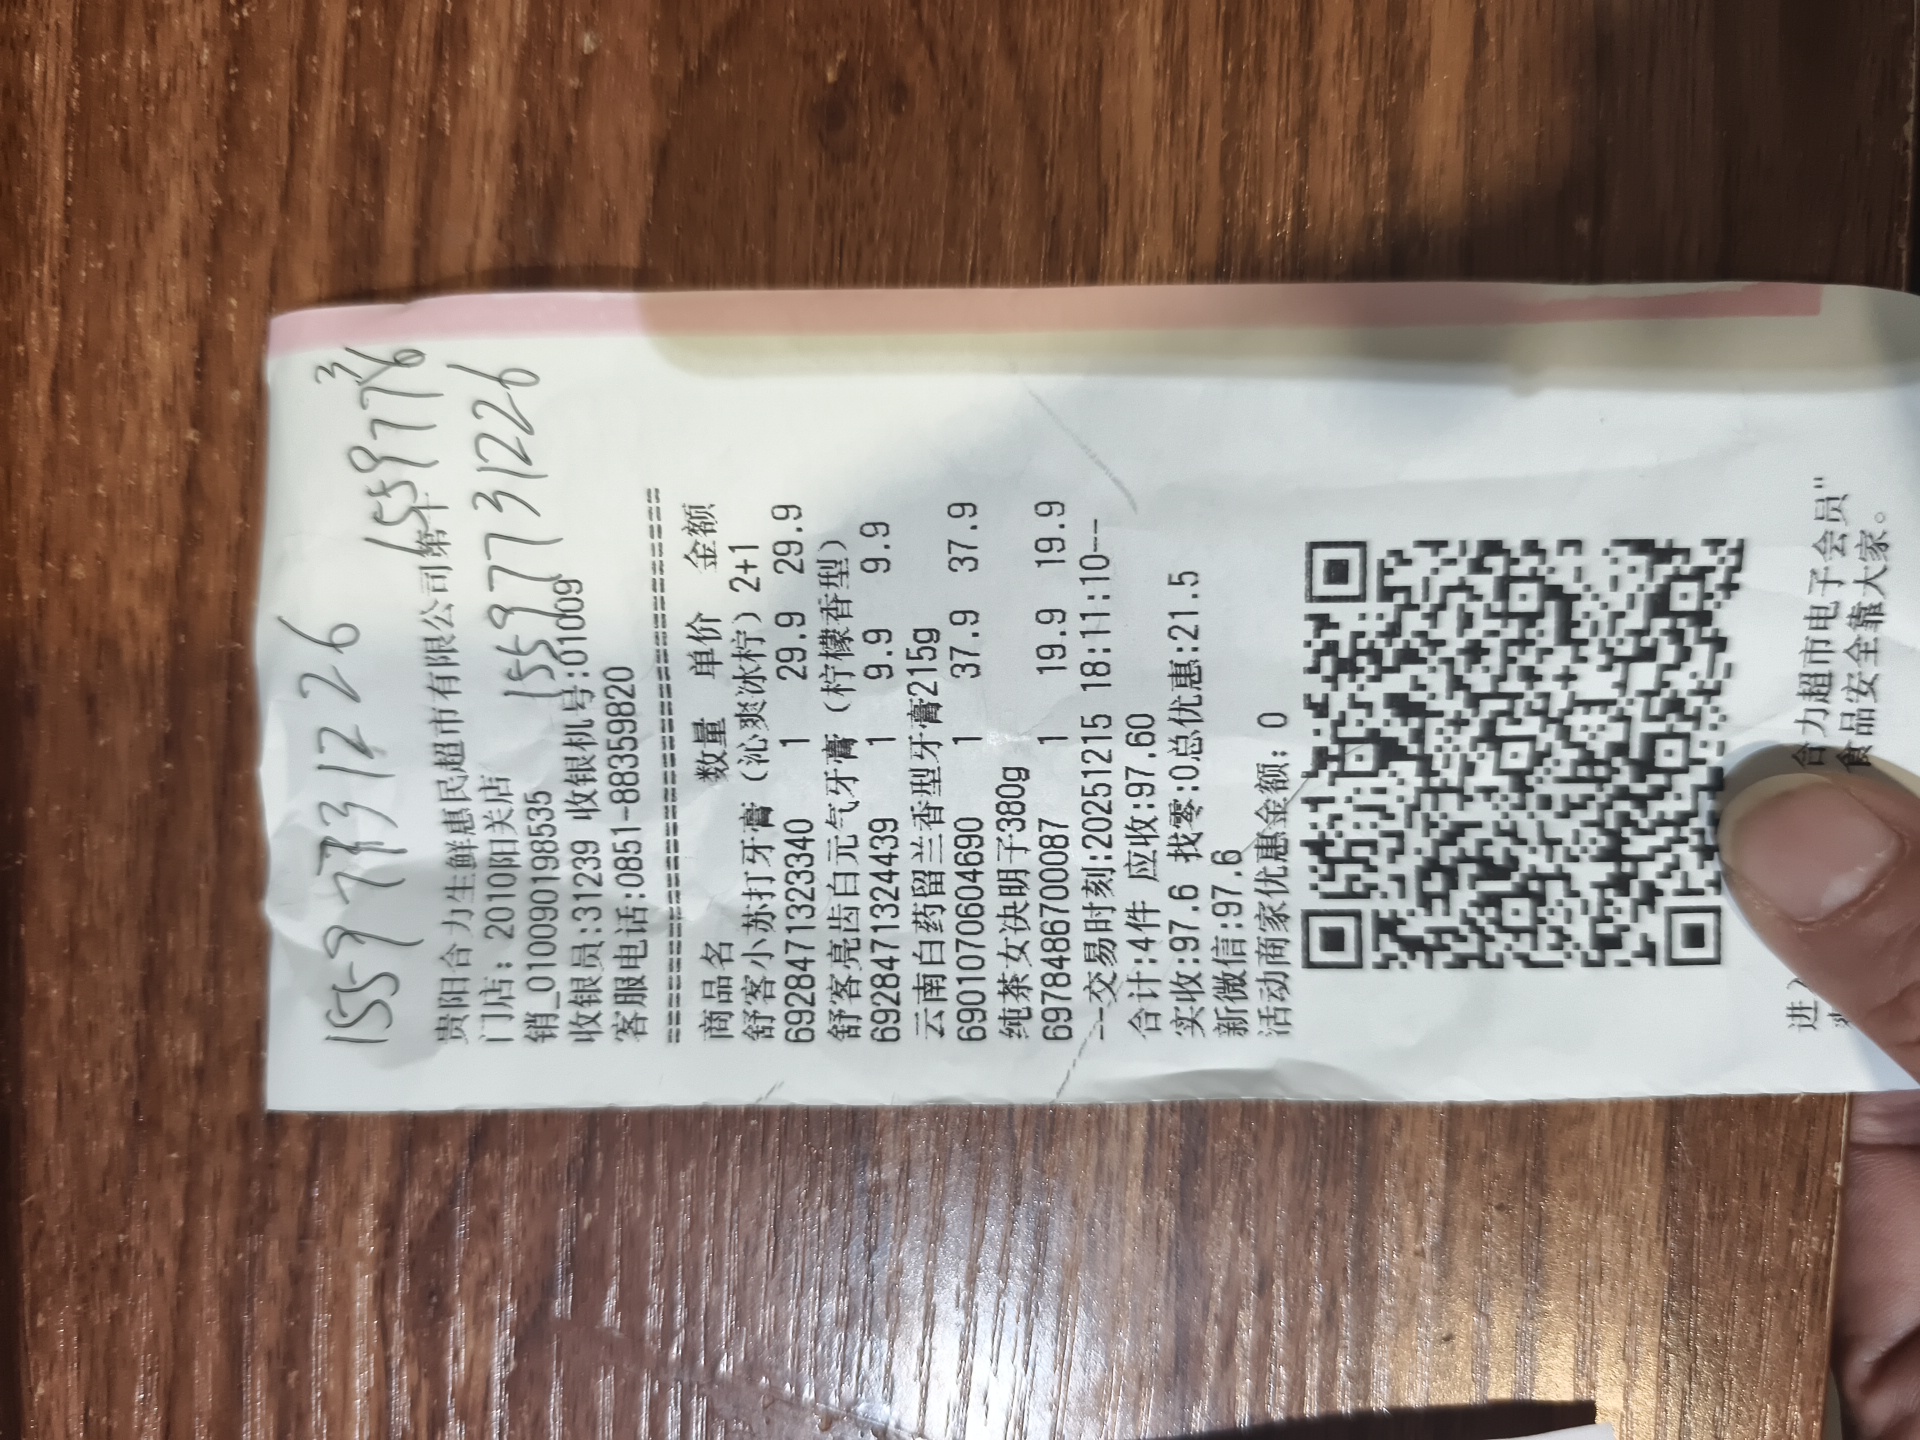 15597731226
1559776
3
贵阳合力生鲜惠民超市有限公司第十
门店: 2010阳关店
15597731226
销_010090198535
收银员:31239 收银机号:01009
客服电话:0851-88359820
==============================
商品名 数量 单价 金额
舒客小苏打牙膏（沁爽冰柠）2+1
6928471323340 1 29.9 29.9
舒客亮齿白元气牙膏（柠檬香型）
6928471324439 1 9.9 9.9
云南白药留兰香型牙膏215g
6901070604690 1 37.9 37.9
纯茶女决明子380g
6978486700087 1 19.9 19.9
--交易时刻:20251215 18:11:10--
合计:4件 应收:97.60
实收:97.6 找零:0总优惠:21.5
新微信:97.6
活动商家优惠金额: 0
进 合力超市电子会员"
食品安全靠大家。